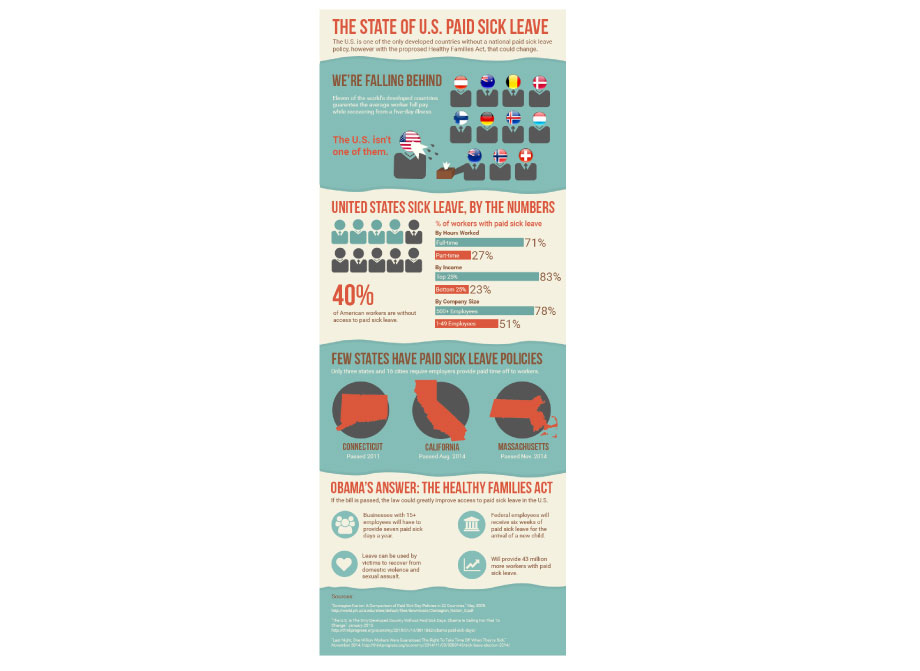 THE STATE OF U.S. PAID SICK LEAVE
The U.S. is one of the only developed countries without a national paid sick leave
policy, however with the proposed Healthy Families Act, that could change.
WE'RE FALLING BEHIND
Eleven of the world's developed countries
guarantee the average worker full pay
while recovering from a five-day illness.
The U.S. isn't
one of them.
UNITED STATES SICK LEAVE, BY THE NUMBERS
% of workers with paid sick leave
By Hours Worked
Full-time 71%
Part-time 27%
By Income
Top 25% 83%
Bottom 25% 23%
By Company Size
500+ Employees 78%
1-49 Employees 51%
40%
of American workers are without
access to paid sick leave.
FEW STATES HAVE PAID SICK LEAVE POLICIES
Only three states and 16 cities require employers provide paid time off to workers.
CONNECTICUT
Passed 2011
CALIFORNIA
Passed Aug. 2014
MASSACHUSETTS
Passed Nov. 2014
OBAMA'S ANSWER: THE HEALTHY FAMILIES ACT
If the bill is passed, the law could greatly improve access to paid sick leave in the U.S.
Businesses with 15+
employees will have to
provide seven paid sick
days a year.
Federal employees will
receive six weeks of
paid sick leave for the
arrival of a new child.
Leave can be used by
victims to recover from
domestic violence and
sexual assault.
Will provide 43 million
more workers with paid
sick leave.
Sources: